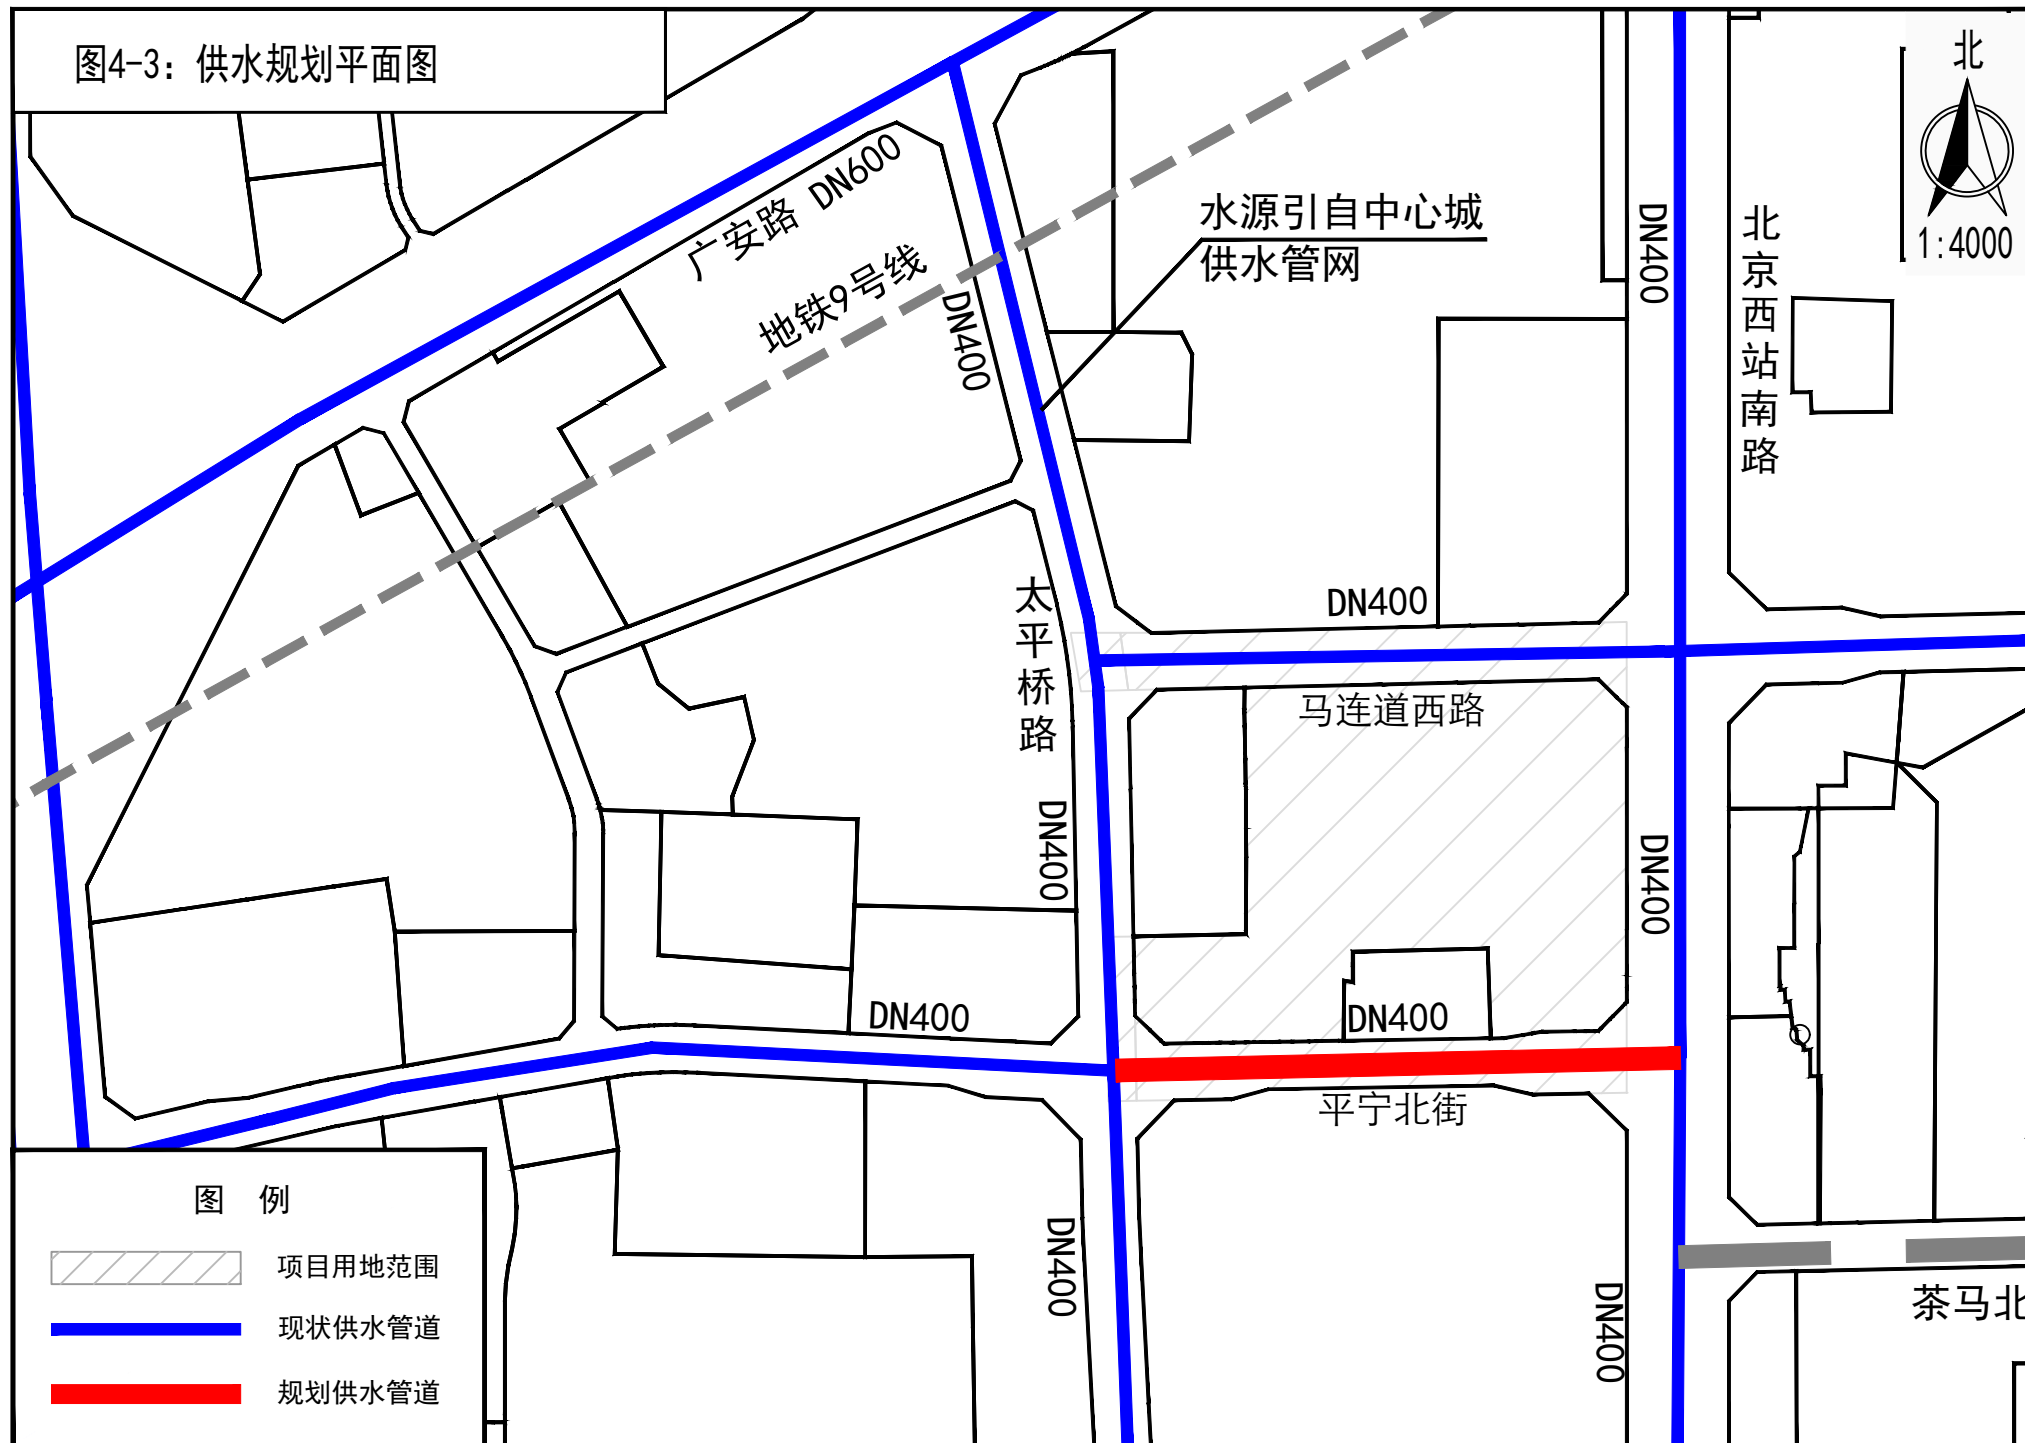 图4-3：供水规划平面图
北
1:4000
广安路 DN600
地铁9号线
水源引自中心城
供水管网
DN400
DN400
北京西站南路
DN400
太平桥路
马连道西路
DN400
DN400
DN400
DN400
平宁北街
DN400
DN400
茶马北
图 例
项目用地范围
现状供水管道
规划供水管道